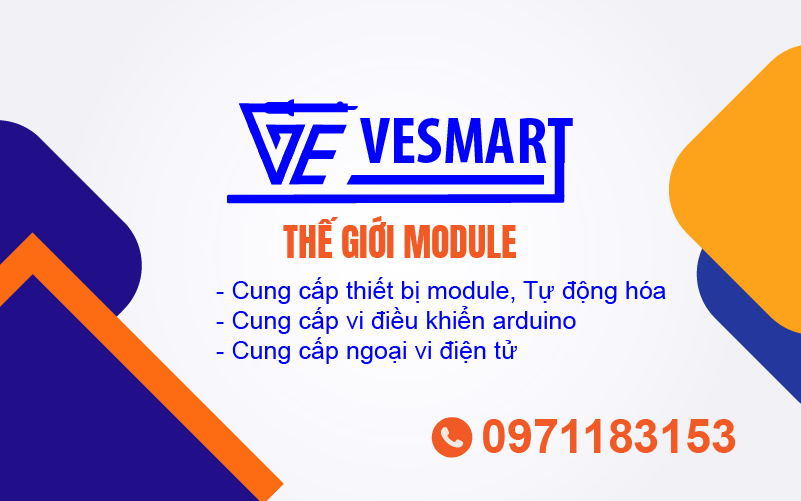 VE VESMART
THẾ GIỚI MODULE
- Cung cấp thiết bị module, Tự động hóa
- Cung cấp vi điều khiển arduino
- Cung cấp ngoại vi điện tử
0971183153